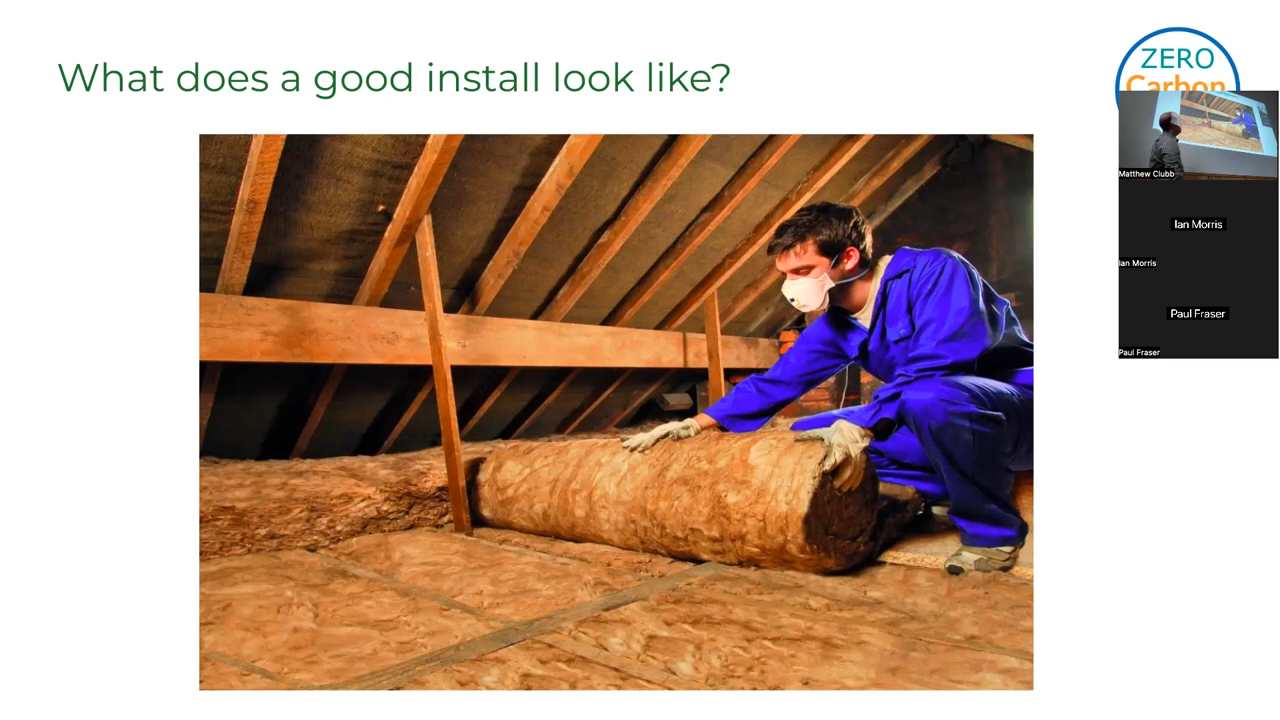 What does a good install look like?
ZERO
Carbon
Matthew Clubb
Ian Morris
Ian Morris
Paul Fraser
Paul Fraser